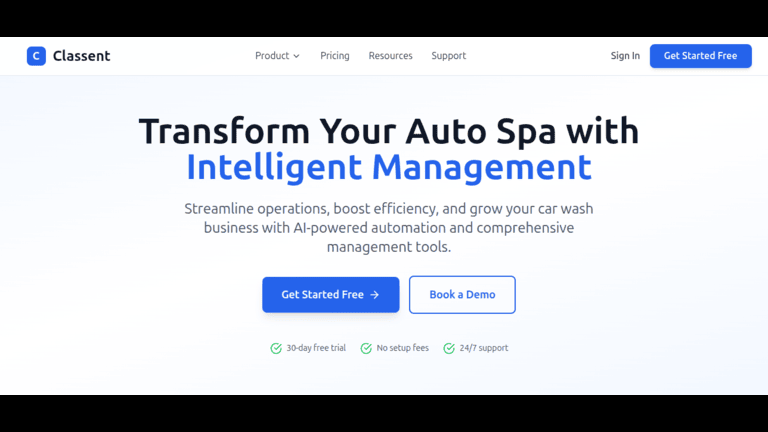 C Classent
Product
Pricing
Resources
Support
Sign In
Get Started Free
Transform Your Auto Spa with
Intelligent Management
Streamline operations, boost efficiency, and grow your car wash
business with AI-powered automation and comprehensive
management tools.
Get Started Free
Book a Demo
30-day free trial
No setup fees
24/7 support